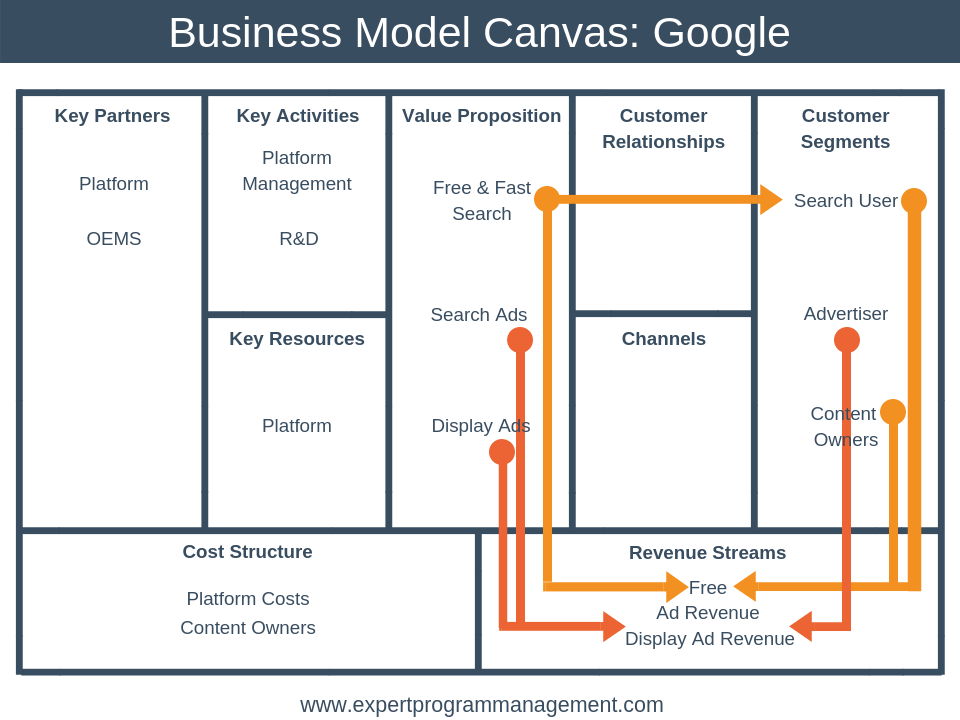 Business Model Canvas: Google
Key Partners
Platform
OEMS
Key Activities
Platform
Management
R&D
Key Resources
Platform
Value Proposition
Free & Fast
Search
Search Ads
Display Ads
Customer
Relationships
Channels
Customer
Segments
Search User
Advertiser
Content
Owners
Cost Structure
Platform Costs
Content Owners
Revenue Streams
Free
Ad Revenue
Display Ad Revenue
www.expertprogrammanagement.com